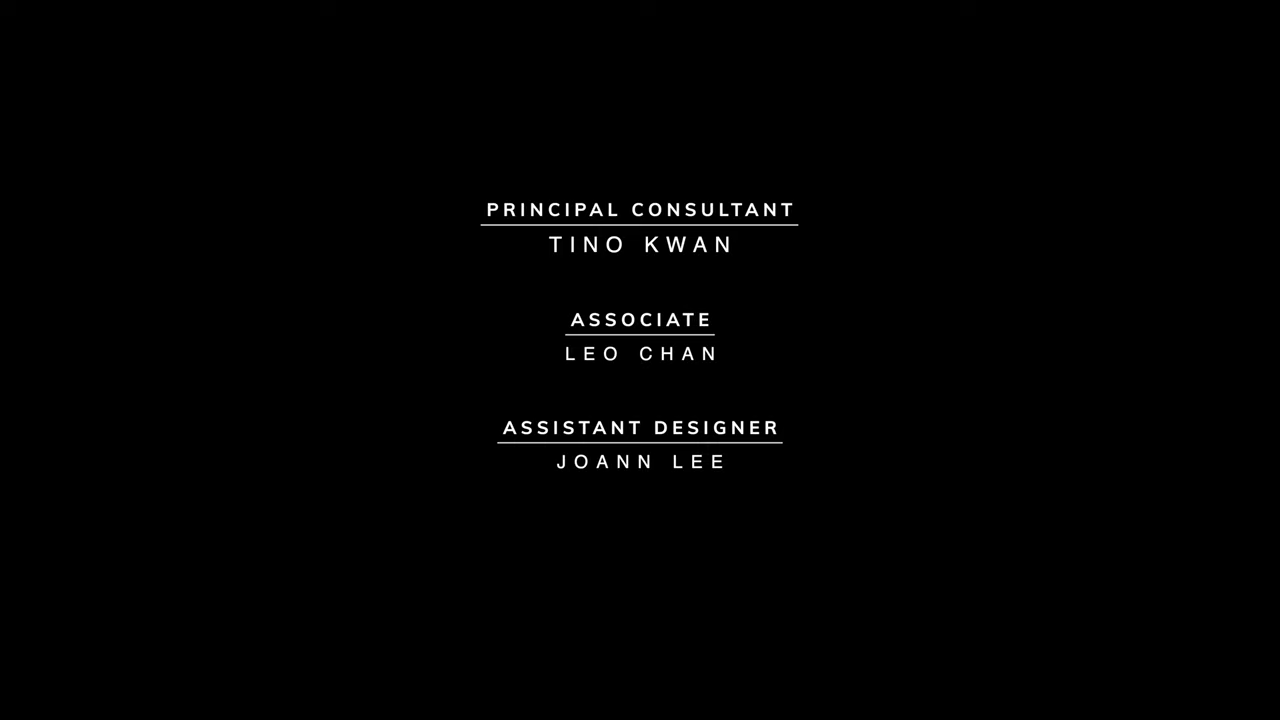 PRINCIPAL CONSULTANT
TINO KWAN
ASSOCIATE
LEO CHAN
ASSISTANT DESIGNER
JOANN LEE